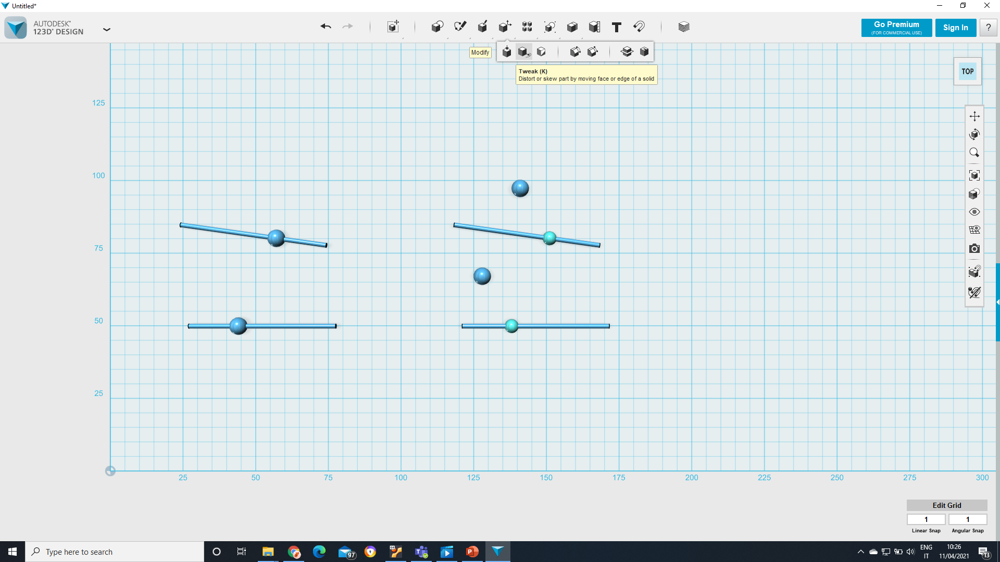 Untitled*
AUTODESK®
123D® DESIGN
Go Premium
(FOR COMMERCIAL USE)
Sign In
?
T
Modify
Tweak (K)
Distort or skew part by moving face or edge of a solid
TOP
125
100
75
50
25
25 50 75 100 125 150 175 200 225 250 275 300
Edit Grid
1 1
Linear Snap Angular Snap
Type here to search
97
64
T
P
ENG
IT
10:26
11/04/2021
13